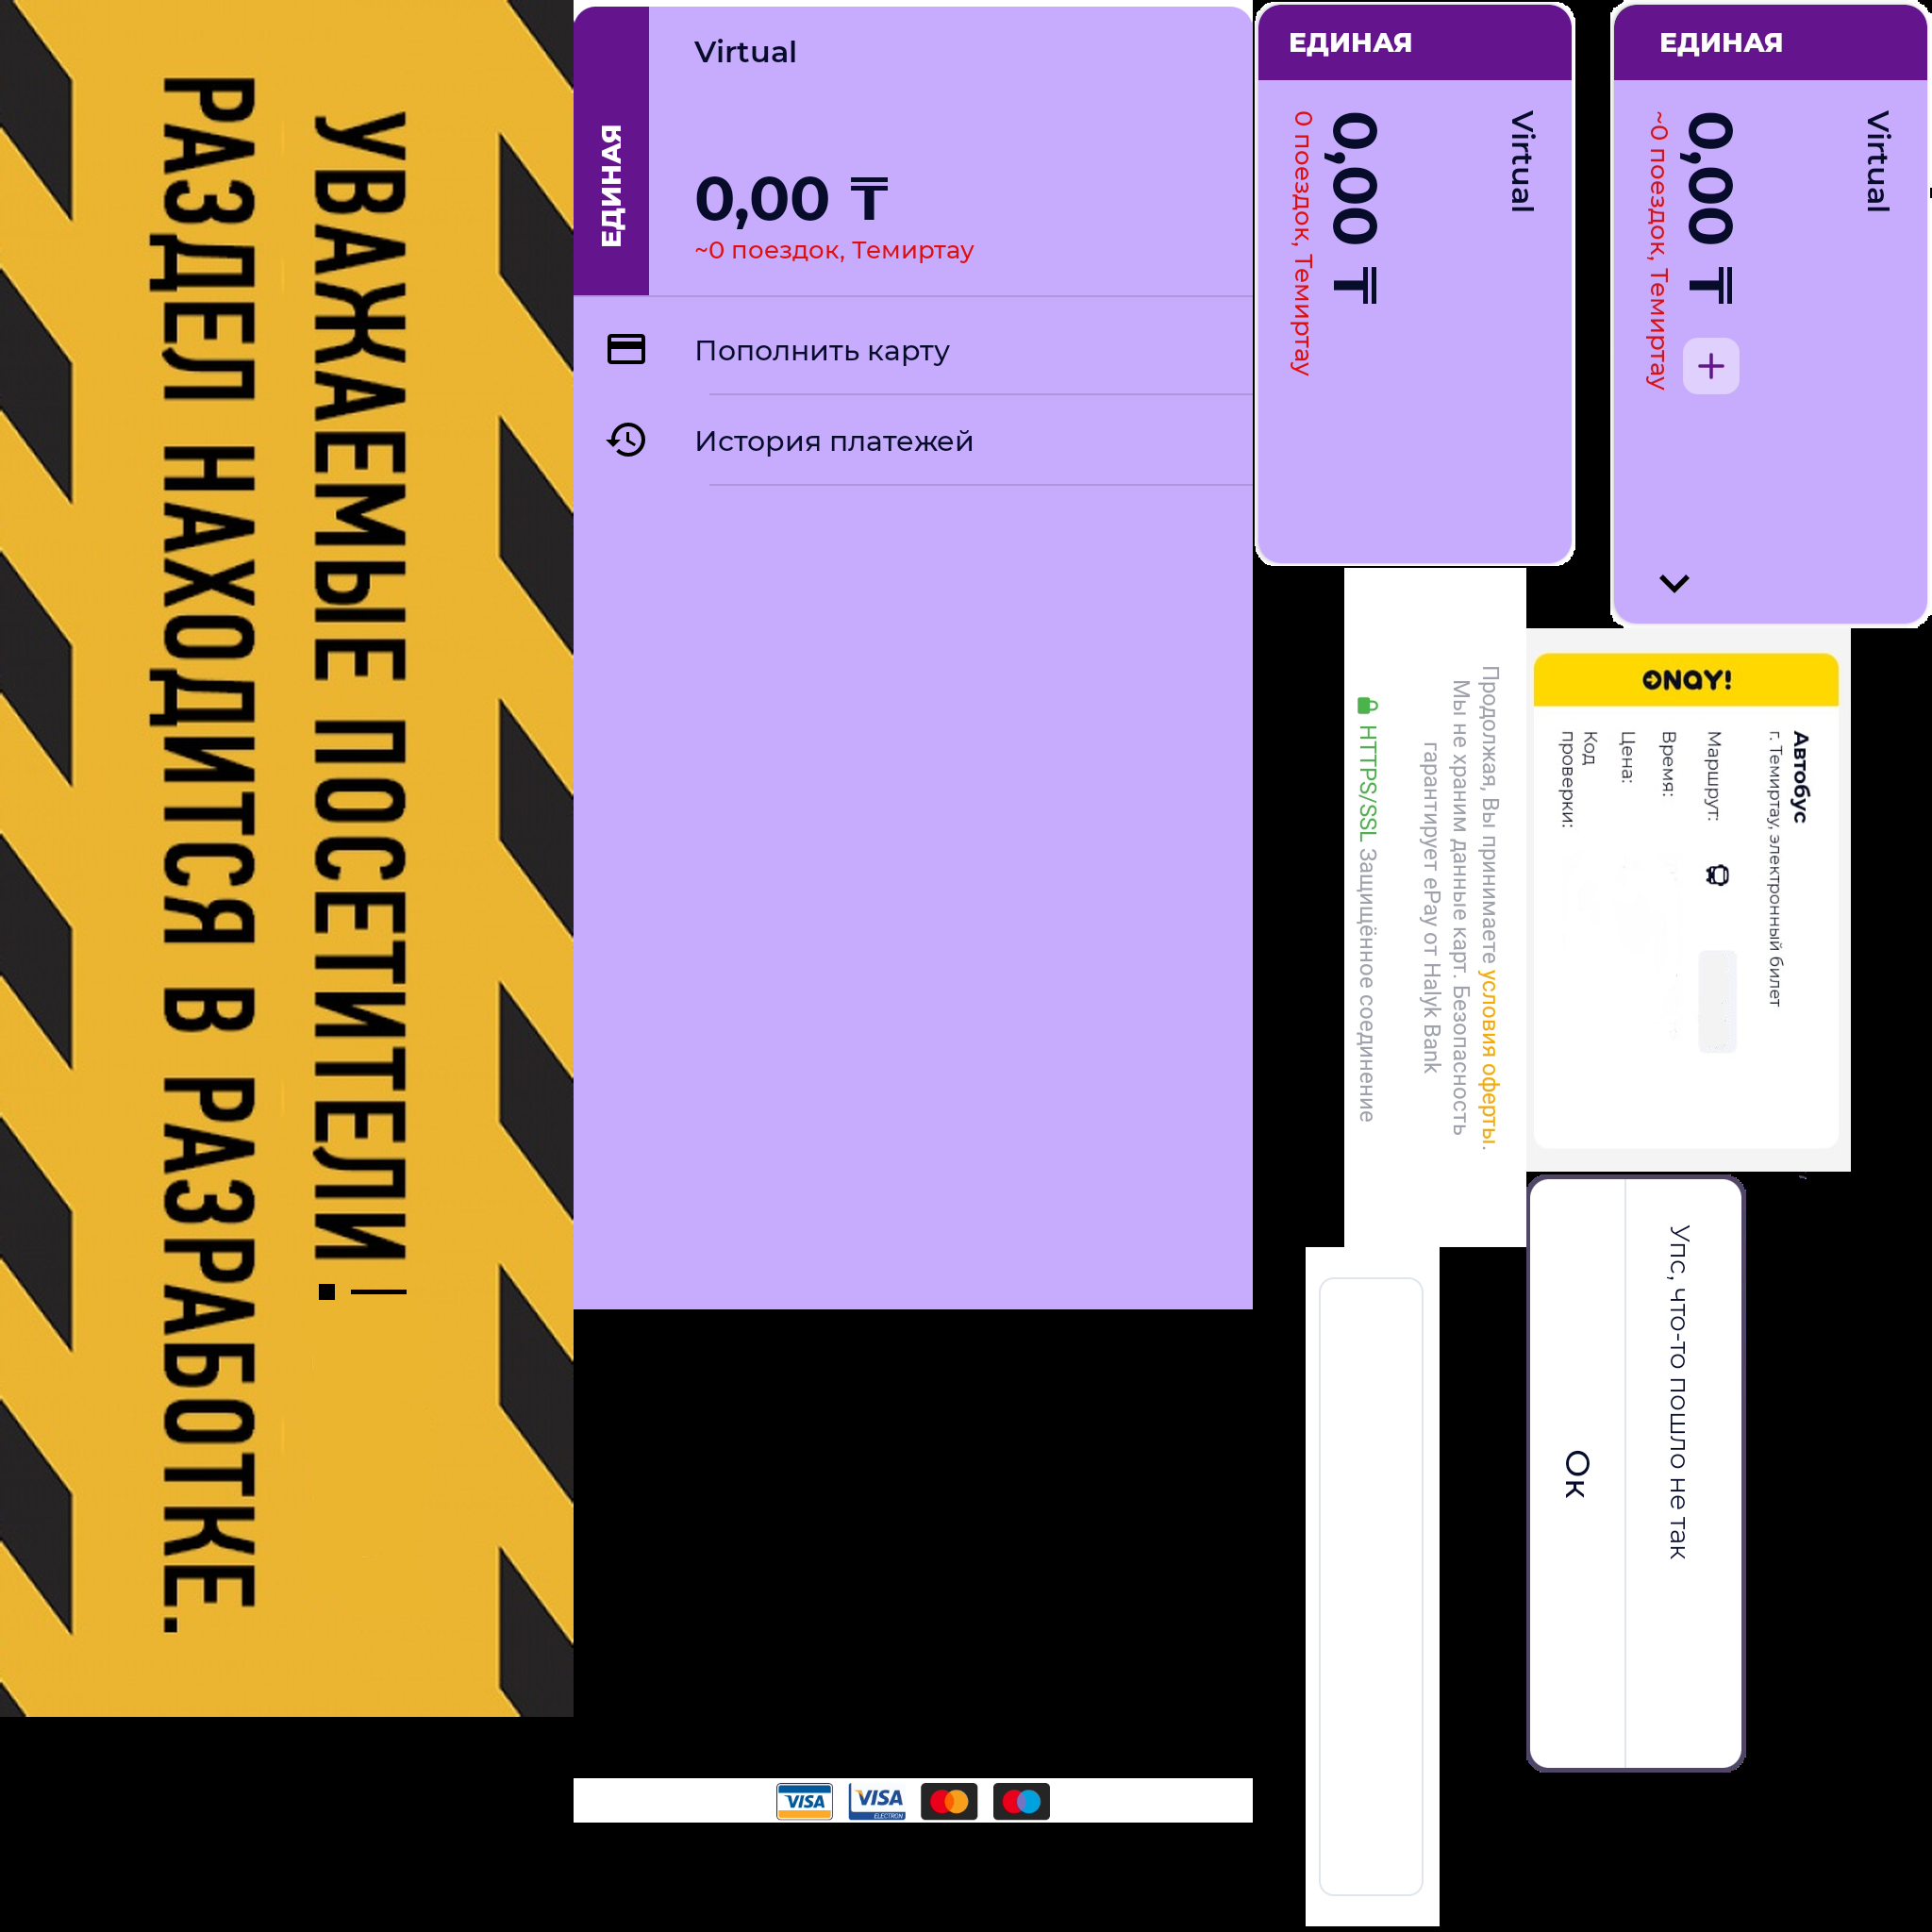 УВАЖАЕМЫЕ ПОСЕТИТЕЛИ!
РАЗДЕЛ НАХОДИТСЯ В РАЗРАБОТКЕ.
Virtual
ЕДИНАЯ
0,00 ₸
~0 поездок, Темиртау
Пополнить карту
История платежей
ЕДИНАЯ
Virtual
0,00 ₸
0 поездок, Темиртау
ЕДИНАЯ
Virtual
0,00 ₸
~0 поездок, Темиртау
Продолжая, Вы принимаете условия оферты.
Мы не храним данные карт. Безопасность
гарантирует ePay от Halyk Bank
HTTPS/SSL Защищённое соединение
ONAY!
Автобус
г. Темиртау, электронный билет
Маршрут:
Время:
Цена:
Код
проверки:
Упс, что-то пошло не так
Ок
VISA
VISA
ELECTRON